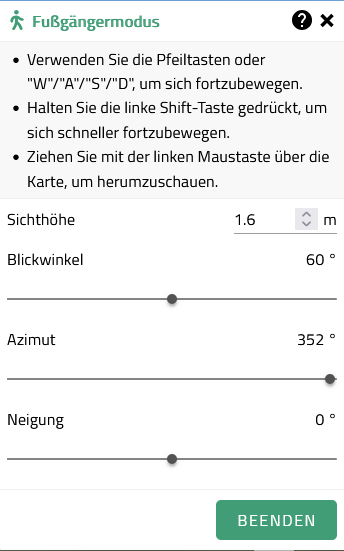 Fußgängermodus
• Verwenden Sie die Pfeiltasten oder
"W"/"A"/"S"/"D", um sich fortzubewegen.
• Halten Sie die linke Shift-Taste gedrückt, um
sich schneller fortzubewegen.
• Ziehen Sie mit der linken Maustaste über die
Karte, um herumzuschauen.
Sichthöhe 1.6 m
Blickwinkel 60 °
Azimut 352 °
Neigung 0 °
BEENDEN